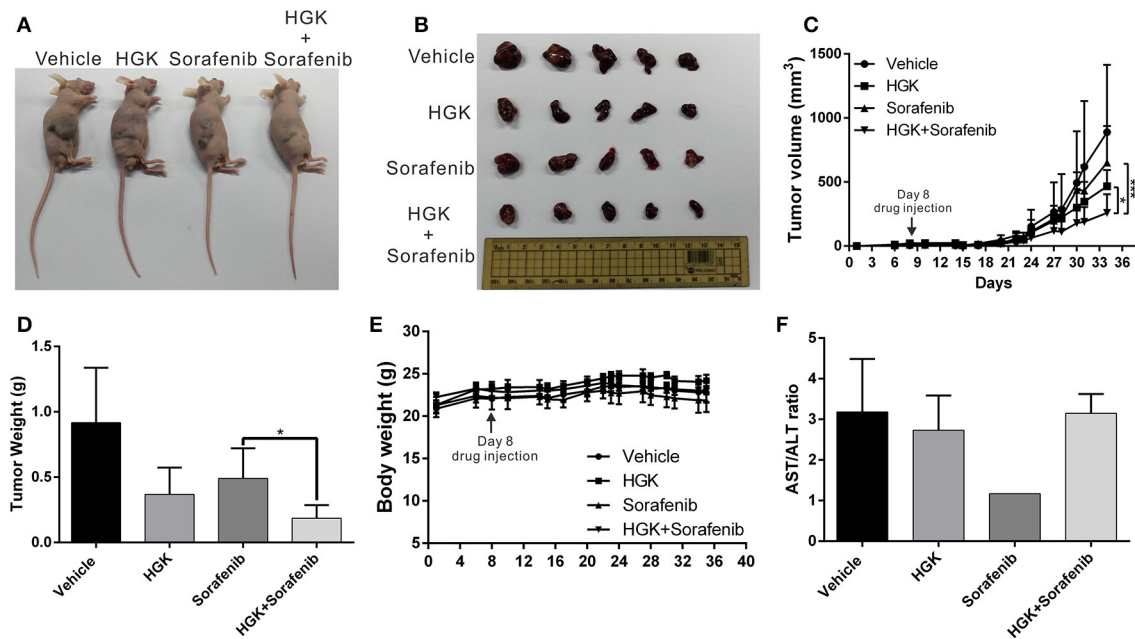 A
Vehicle HGK Sorafenib HGK
+
Sorafenib
B
Vehicle
HGK
Sorafenib
HGK
+
Sorafenib
C
Tumor volume (mm3)
1500
1000
500
0
Vehicle
HGK
Sorafenib
HGK+Sorafenib
Day 8
drug injection
*
***
0 3 6 9 12 15 18 21 24 27 30 33 36
Days
D
Tumor Weight (g)
1.5
1.0
0.5
0.0
*
Vehicle
HGK
Sorafenib
HGK+Sorafenib
E
Body weight (g)
30
25
20
15
10
5
Day 8
drug injection
Vehicle
HGK
Sorafenib
HGK+Sorafenib
0 4 8 12 16 20 24 28 32 36 40
F
AST/ALT ratio
5
4
3
2
1
0
Vehicle
HGK
Sorafenib
HGK+Sorafenib